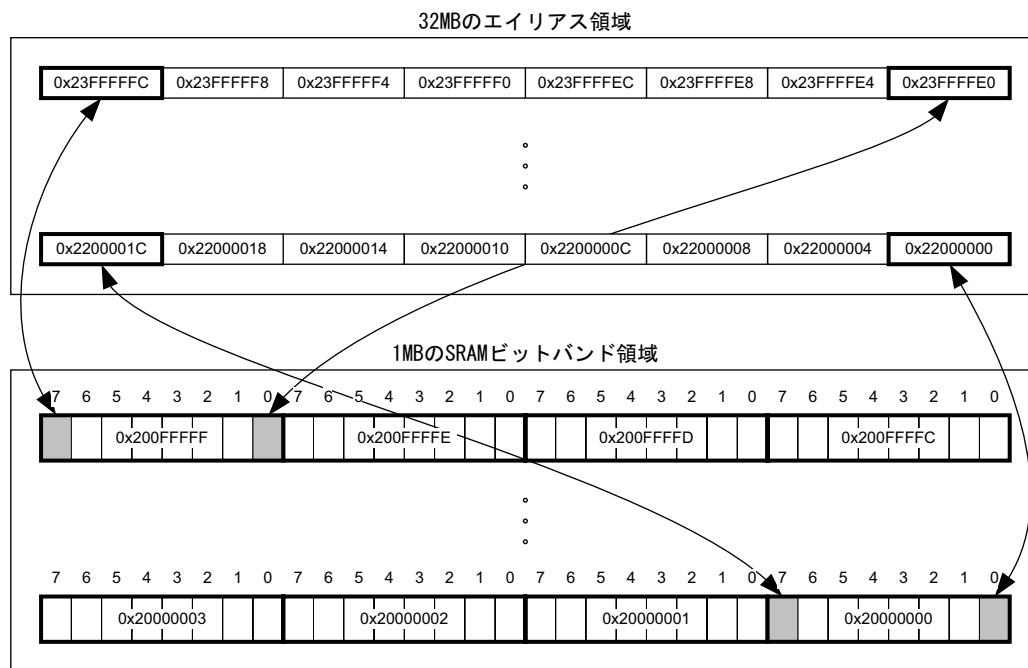 32MBのエイリアス領域
0x23FFFFFC 0x23FFFFF8 0x23FFFFF4 0x23FFFFF0 0x23FFFFEC 0x23FFFFE8 0x23FFFFE4 0x23FFFFE0
0x2200001C 0x22000018 0x22000014 0x22000010 0x2200000C 0x22000008 0x22000004 0x22000000
1MBのSRAMビットバンド領域
7 6 5 4 3 2 1 0 7 6 5 4 3 2 1 0 7 6 5 4 3 2 1 0 7 6 5 4 3 2 1 0
0x200FFFFF 0x200FFFFE 0x200FFFFD 0x200FFFFC
7 6 5 4 3 2 1 0 7 6 5 4 3 2 1 0 7 6 5 4 3 2 1 0 7 6 5 4 3 2 1 0
0x20000003 0x20000002 0x20000001 0x20000000